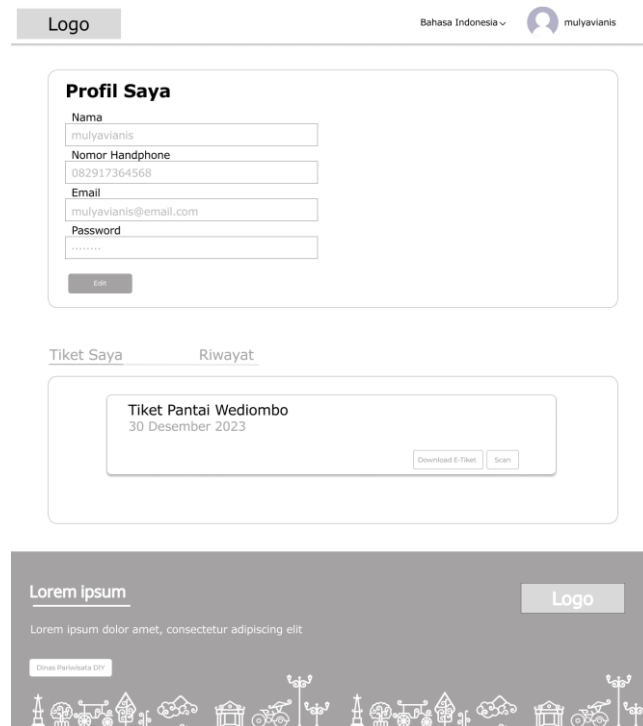 Logo
Bahasa Indonesia
mulyavianis
Profil Saya
Nama
mulyavianis
Nomor Handphone
082917364568
Email
mulyavianis@email.com
Password
........
Edit
Tiket Saya
Riwayat
Tiket Pantai Wediombo
30 Desember 2023
Download E-Tiket
Scan
Lorem ipsum
Logo
Lorem ipsum dolor amet, consectetur adipiscing elit
Dinas Pariwisata DIY